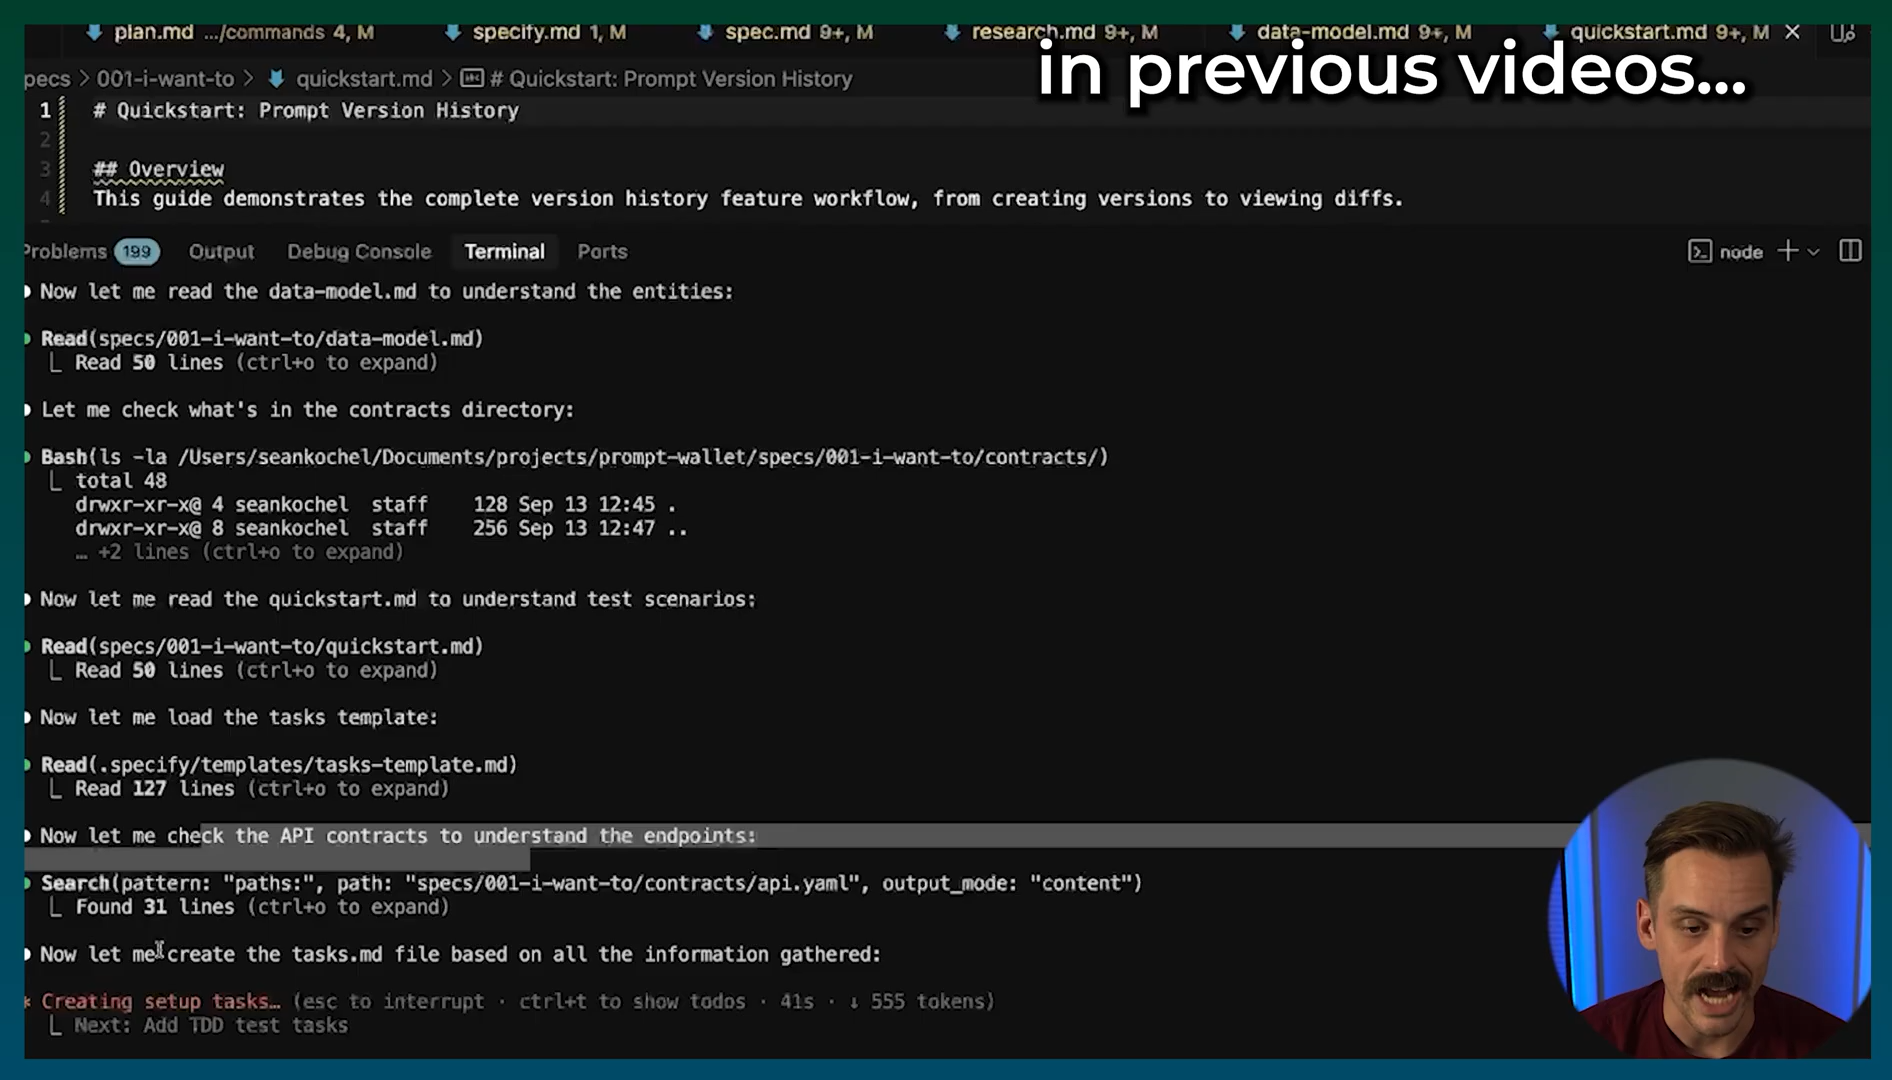 plan.md .../commands 4, M specify.md 1, M spec.md 9+, M research.md 9+, M data-model.md 9+, M quickstart.md 9+, M
in previous videos...
pecs > 001-i-want-to > quickstart.md > # Quickstart: Prompt Version History
1 # Quickstart: Prompt Version History
2
3 ## Overview
4 This guide demonstrates the complete version history feature workflow, from creating versions to viewing diffs.
Problems 199 Output Debug Console Terminal Ports node
Now let me read the data-model.md to understand the entities:
Read(specs/001-i-want-to/data-model.md)
Read 50 lines (ctrl+o to expand)
Let me check what's in the contracts directory:
Bash(ls -la /Users/seankochel/Documents/projects/prompt-wallet/specs/001-i-want-to/contracts/)
total 48
drwxr-xr-x@ 4 seankochel staff 128 Sep 13 12:45 .
drwxr-xr-x@ 8 seankochel staff 256 Sep 13 12:47 ..
… +2 lines (ctrl+o to expand)
Now let me read the quickstart.md to understand test scenarios:
Read(specs/001-i-want-to/quickstart.md)
Read 50 lines (ctrl+o to expand)
Now let me load the tasks template:
Read(.specify/templates/tasks-template.md)
Read 127 lines (ctrl+o to expand)
Now let me check the API contracts to understand the endpoints:
Search(pattern: "paths:", path: "specs/001-i-want-to/contracts/api.yaml", output_mode: "content")
Found 31 lines (ctrl+o to expand)
Now let me create the tasks.md file based on all the information gathered:
* Creating setup tasks… (esc to interrupt · ctrl+t to show todos · 41s · ↓ 555 tokens)
Next: Add TDD test tasks